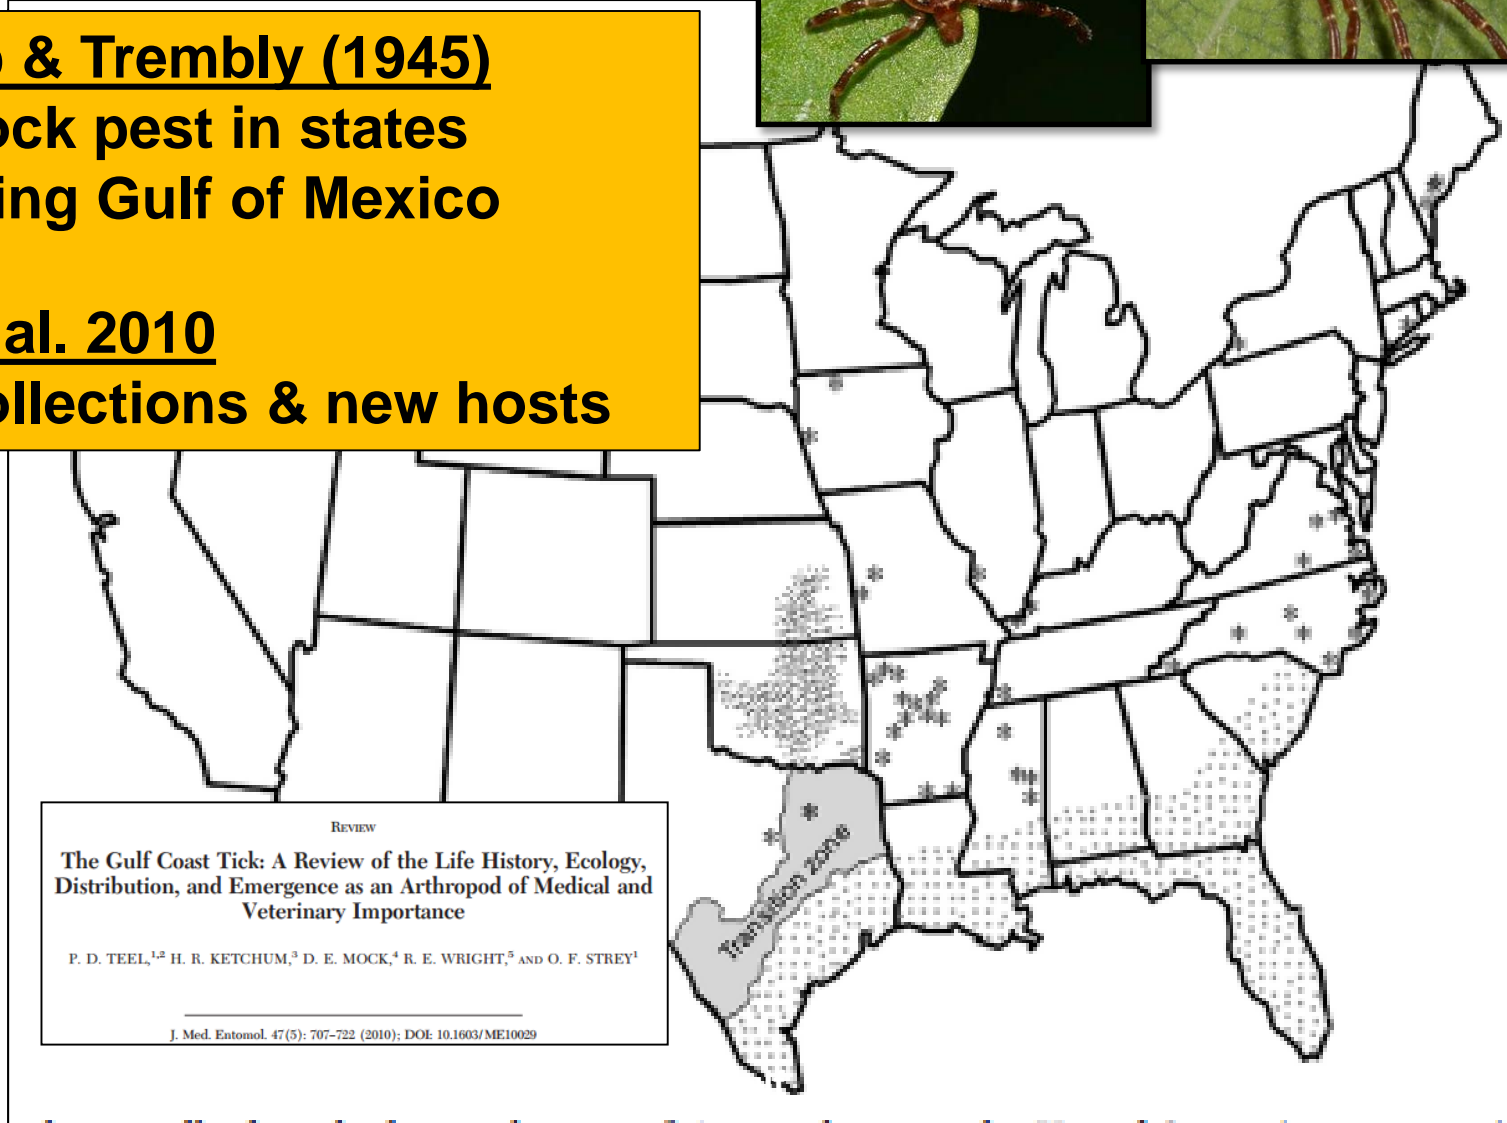 & Trembly (1945)
ock pest in states
ing Gulf of Mexico
al. 2010
ollections & new hosts
Transition zone
REVIEW
The Gulf Coast Tick: A Review of the Life History, Ecology,
Distribution, and Emergence as an Arthropod of Medical and
Veterinary Importance
P. D. TEEL,1,2 H. R. KETCHUM,3 D. E. MOCK,4 R. E. WRIGHT,5 AND O. F. STREY1
J. Med. Entomol. 47(5): 707–722 (2010); DOI: 10.1603/ME10029